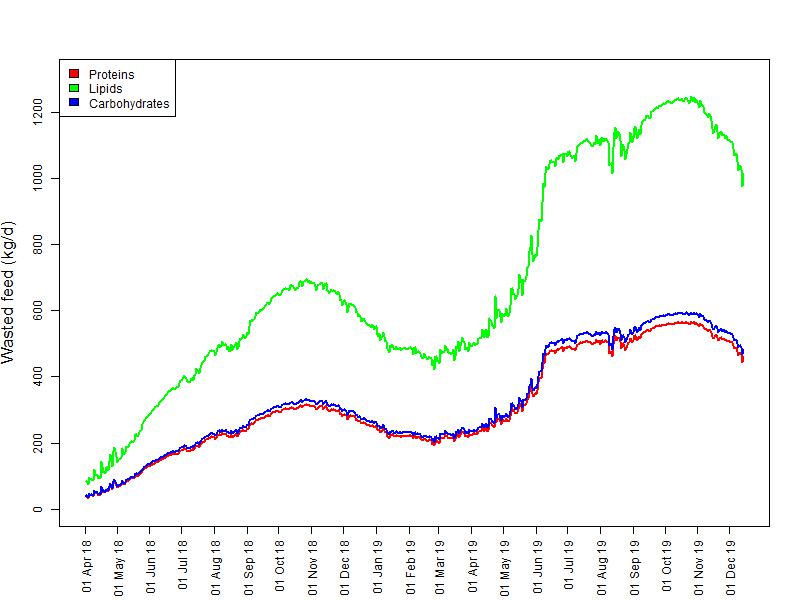 Proteins
Lipids
Carbohydrates
Wasted feed (kg/d)
1200
1000
800
600
400
200
0
01 Apr 18
01 May 18
01 Jun 18
01 Jul 18
01 Aug 18
01 Sep 18
01 Oct 18
01 Nov 18
01 Dec 18
01 Jan 19
01 Feb 19
01 Mar 19
01 Apr 19
01 May 19
01 Jun 19
01 Jul 19
01 Aug 19
01 Sep 19
01 Oct 19
01 Nov 19
01 Dec 19